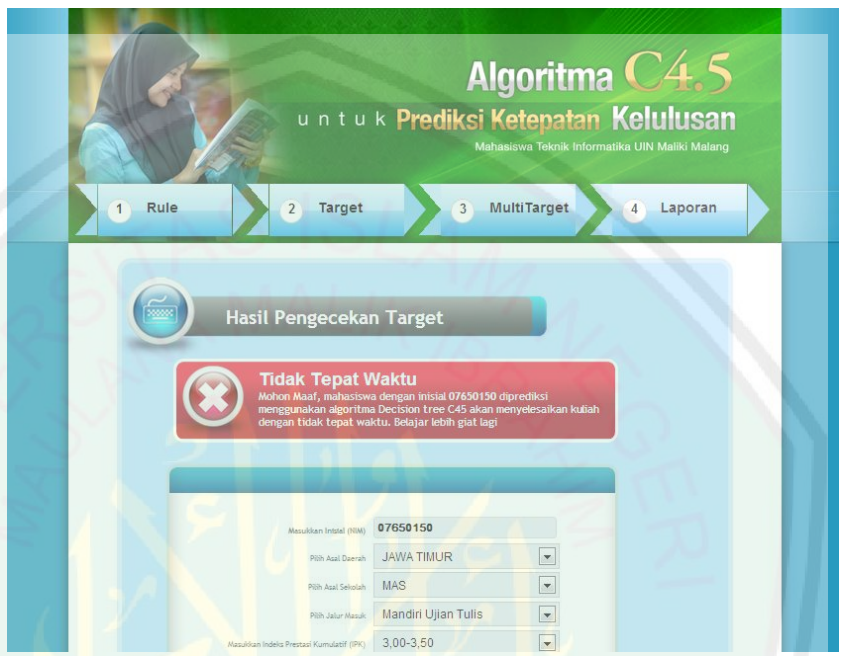 Algoritma C4.5
untuk Prediksi Ketepatan Kelulusan
Mahasiswa Teknik Informatika UIN Maliki Malang
1 Rule 2 Target 3 MultiTarget 4 Laporan
Hasil Pengecekan Target
Tidak Tepat Waktu
Mohon Maaf, mahasiswa dengan inisial 07650150 diprediksi
menggunakan algoritma Decision tree C45 akan menyelesaikan kuliah
dengan tidak tepat waktu. Belajar lebih giat lagi
Masukkan Inisial (NIM) 07650150
Pilih Asal Daerah JAWA TIMUR
Pilih Asal Sekolah MAS
Pilih Jalur Masuk Mandiri Ujian Tulis
Masukkan Indeks Prestasi Kumulatif (IPK) 3,00-3,50